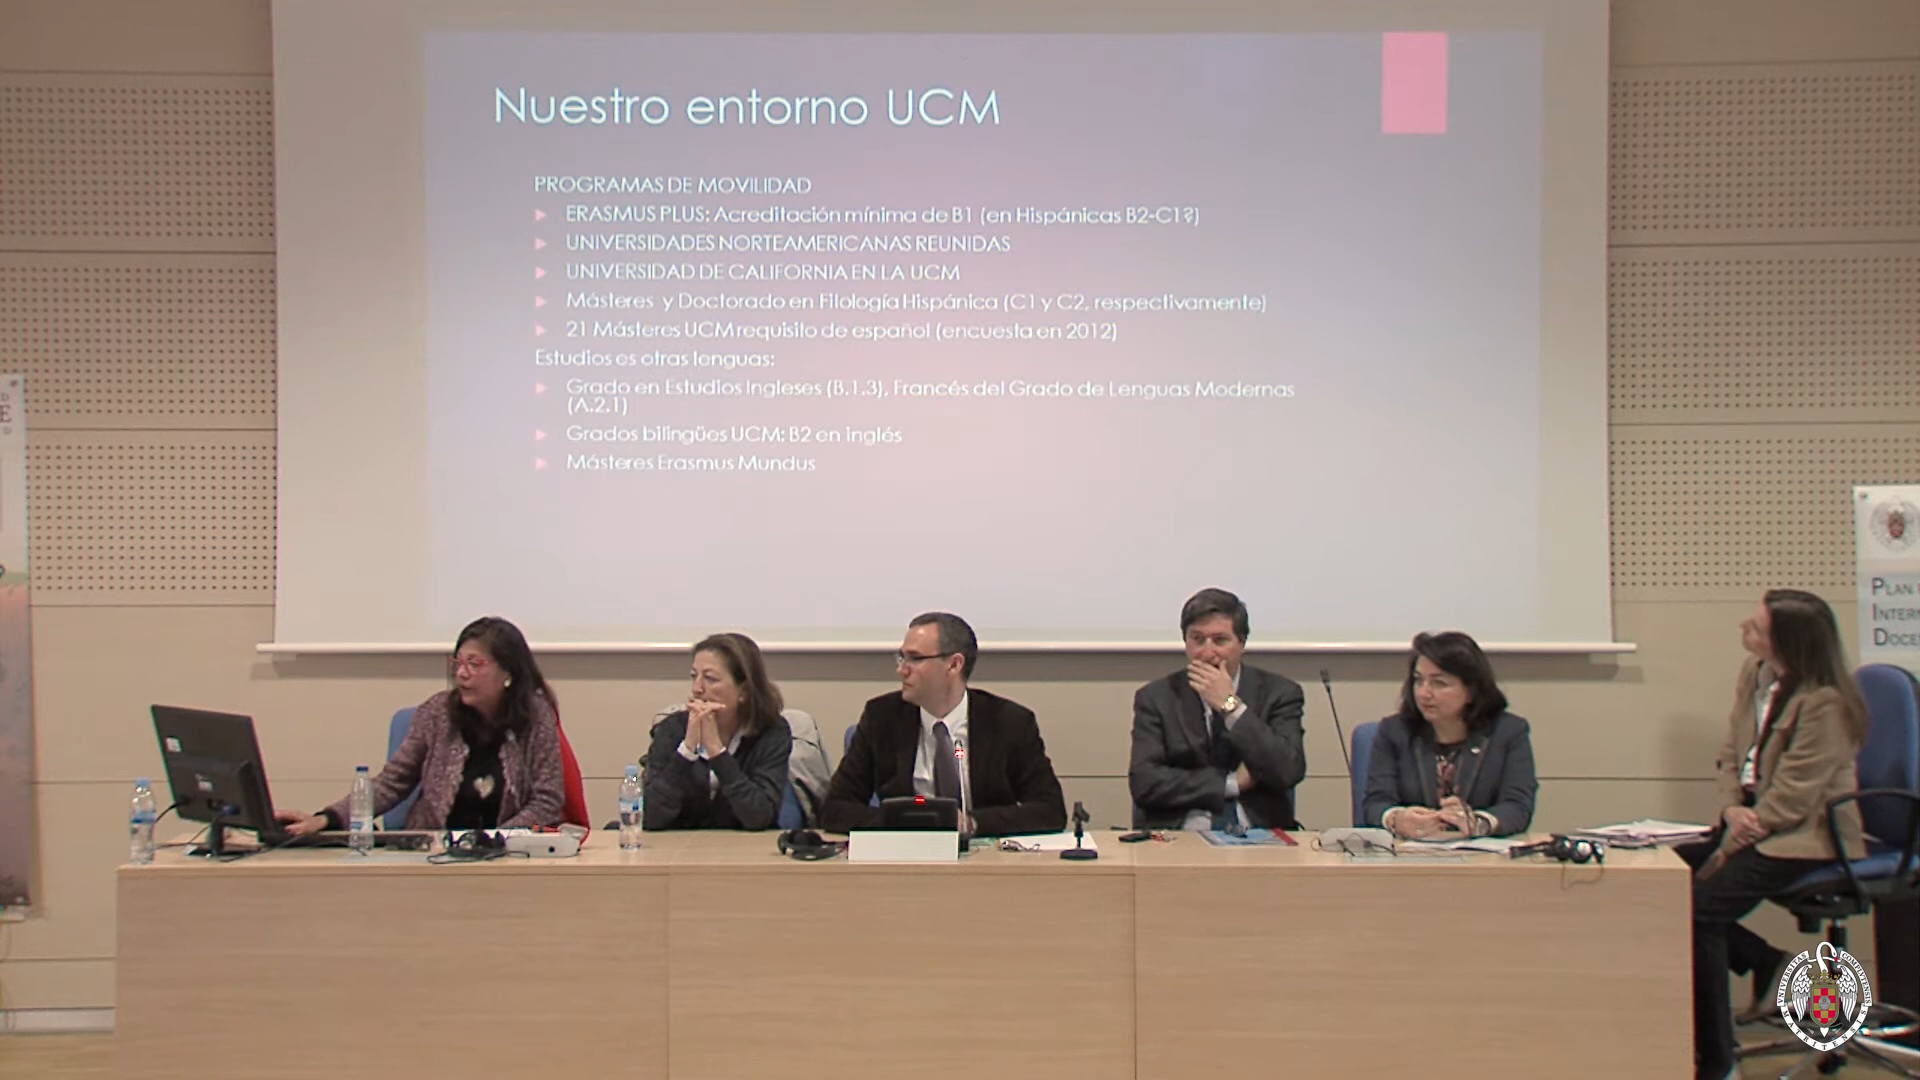 Nuestro entorno UCM
PROGRAMAS DE MOVILIDAD
ERASMUS PLUS: Acreditación mínima de B1 (en Hispánicas B2-C1?)
UNIVERSIDADES NORTEAMERICANAS REUNIDAS
UNIVERSIDAD DE CALIFORNIA EN LA UCM
Másteres y Doctorado en Filología Hispánica (C1 y C2, respectivamente)
21 Másteres UCM requisito de español (encuesta en 2012)
Estudios es otras lenguas:
Grado en Estudios Ingleses (B.1.3), Francés del Grado de Lenguas Modernas
(A.2.1)
Grados bilingües UCM: B2 en inglés
Másteres Erasmus Mundus
PLAN
INTER
DOCE
UNIVERSITAS COMPLUTENSIS
MATRITENSIS